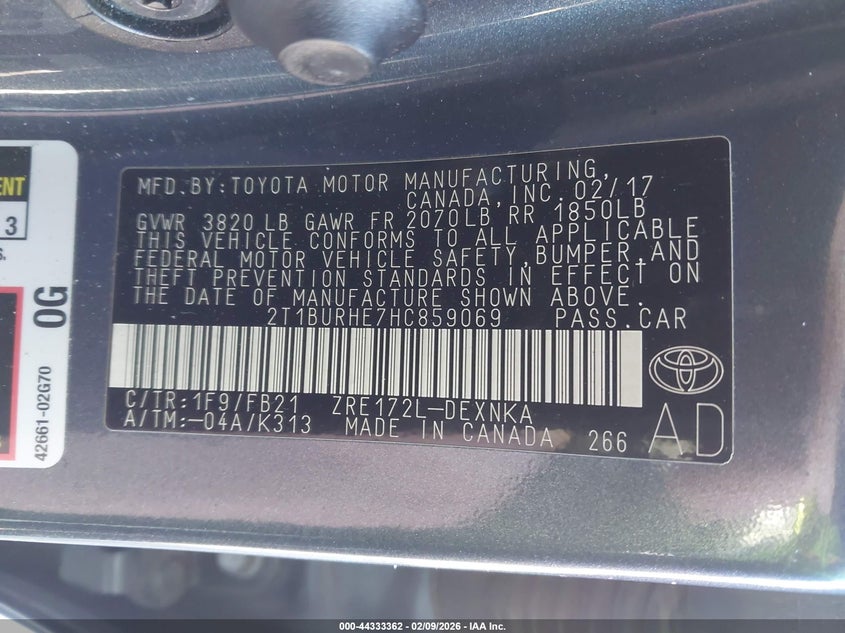 MFD.BY:TOYOTA MOTOR MANUFACTURING,
CANADA,INC. 02/17
GVWR 3820 LB GAWR FR 2070LB, RR 1850LB
THIS VEHICLE CONFORMS TO ALL APPLICABLE
FEDERAL MOTOR VEHICLE SAFETY,BUMPER,AND
THEFT PREVENTION STANDARDS IN EFFECT ON
THE DATE OF MANUFACTURE SHOWN ABOVE.
2T1BURHE7HC859069 PASS.CAR
C/TR:1F9/FB21 ZRE172L-DEXNKA
A/TM:-04A/K313 MADE IN CANADA 266 AD
3
0G
42661-02G70
000-44333362 - 02/09/2026 - IAA Inc.